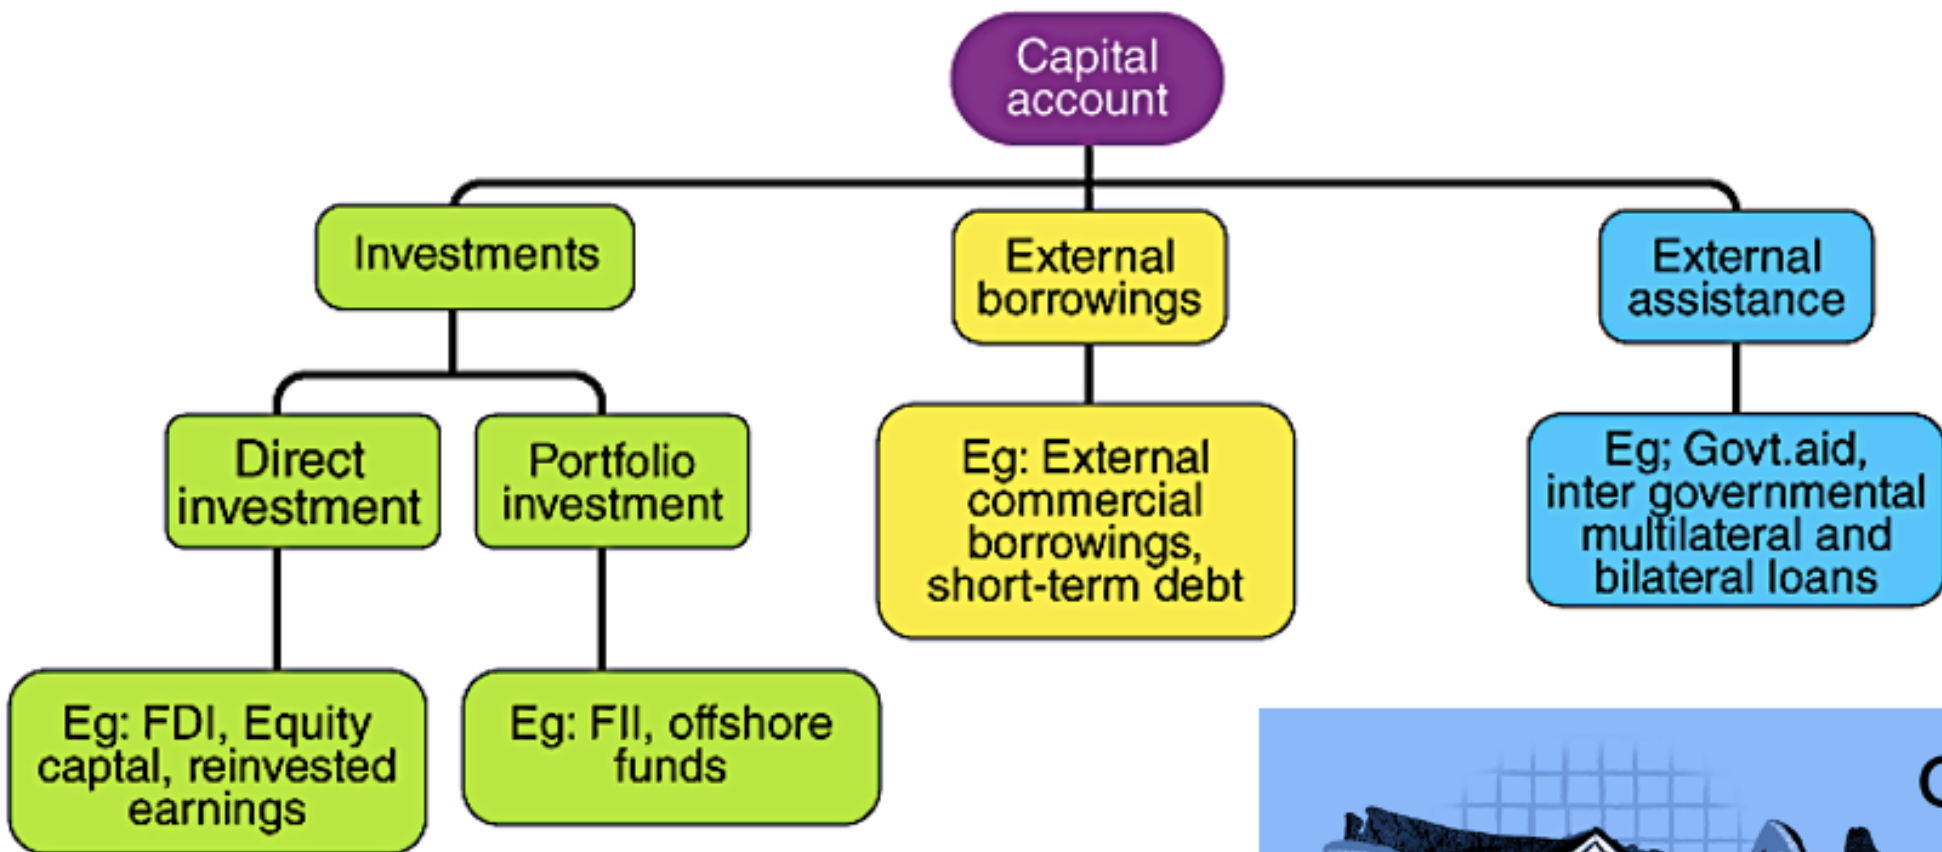 Capital
account
Investments
External
borrowings
External
assistance
Direct
investment
Portfolio
investment
Eg: External
commercial
borrowings,
short-term debt
Eg; Govt.aid,
inter governmental
multilateral and
bilateral loans
Eg: FDI, Equity
captal, reinvested
earnings
Eg: FII, offshore
funds